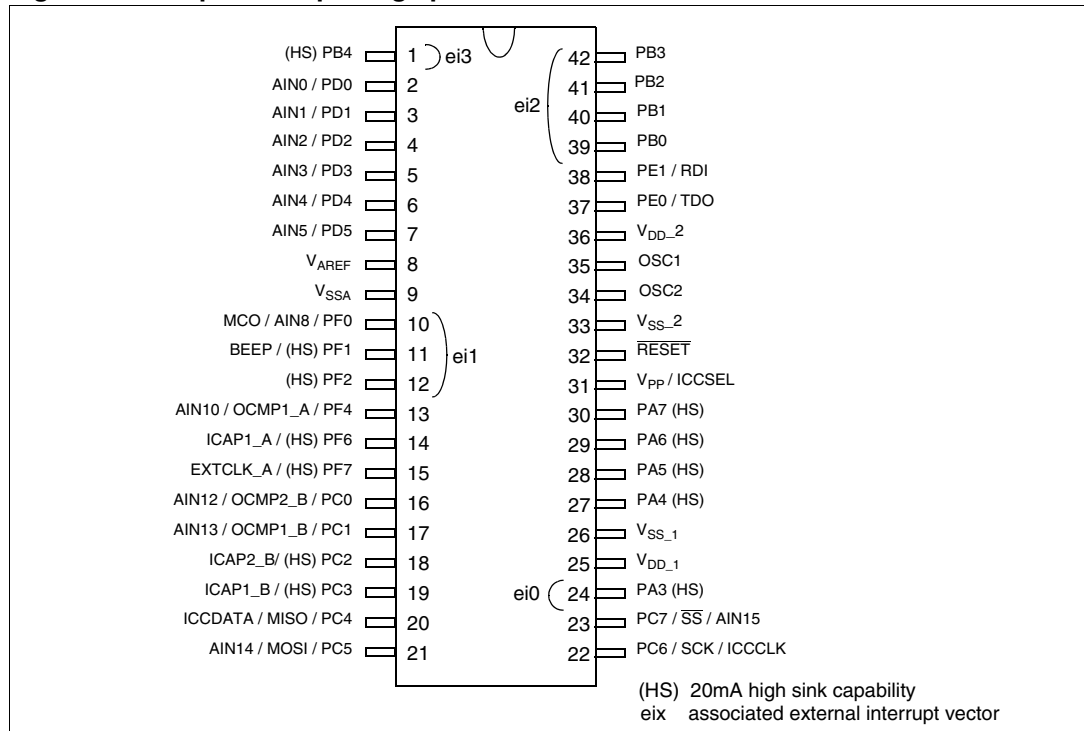 (HS) PB4 1 ei3
AIN0 / PD0 2
AIN1 / PD1 3
AIN2 / PD2 4
AIN3 / PD3 5
AIN4 / PD4 6
AIN5 / PD5 7
VAREF 8
VSSA 9
MCO / AIN8 / PF0 10
BEEP / (HS) PF1 11 ei1
(HS) PF2 12
AIN10 / OCMP1_A / PF4 13
ICAP1_A / (HS) PF6 14
EXTCLK_A / (HS) PF7 15
AIN12 / OCMP2_B / PC0 16
AIN13 / OCMP1_B / PC1 17
ICAP2_B/ (HS) PC2 18
ICAP1_B / (HS) PC3 19
ICCDATA / MISO / PC4 20
AIN14 / MOSI / PC5 21
42 PB3
41 PB2
ei2 40 PB1
39 PB0
38 PE1 / RDI
37 PE0 / TDO
36 VDD_2
35 OSC1
34 OSC2
33 VSS_2
32 RESET
31 VPP / ICCSEL
30 PA7 (HS)
29 PA6 (HS)
28 PA5 (HS)
27 PA4 (HS)
26 VSS_1
25 VDD_1
ei0 24 PA3 (HS)
23 PC7 / SS / AIN15
22 PC6 / SCK / ICCCLK
(HS) 20mA high sink capability
eix associated external interrupt vector